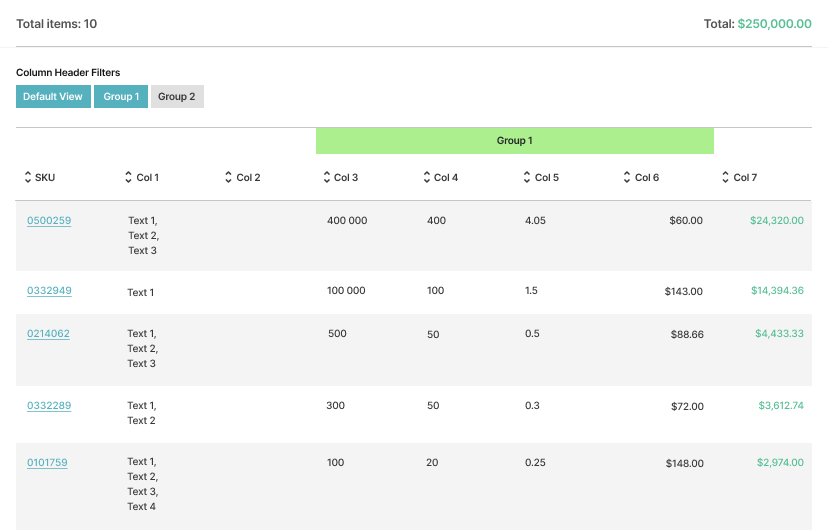 Total items: 10 Total: $250,000.00
Column Header Filters
Default View Group 1 Group 2
Group 1
SKU Col 1 Col 2 Col 3 Col 4 Col 5 Col 6 Col 7
0500259 Text 1, 400 000 400 4.05 $60.00 $24,320.00
Text 2,
Text 3
0332949 Text 1 100 000 100 1.5 $143.00 $14,394.36
0214062 Text 1, 500 50 0.5 $88.66 $4,433.33
Text 2,
Text 3
0332289 Text 1, 300 50 0.3 $72.00 $3,612.74
Text 2
0101759 Text 1, 100 20 0.25 $148.00 $2,974.00
Text 2,
Text 3,
Text 4